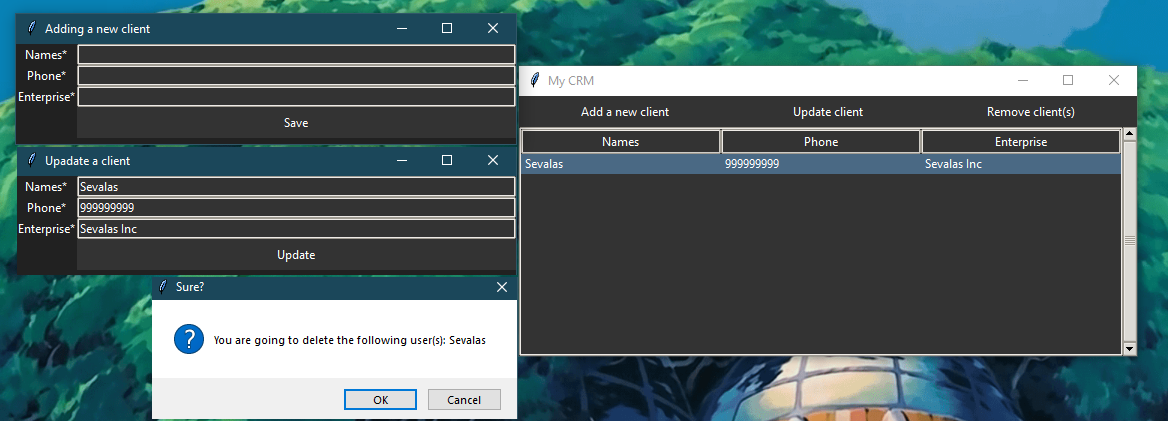 Adding a new client
Names*
Phone*
Enterprise*
Save
Upadate a client
Names* Sevalas
Phone* 999999999
Enterprise* Sevalas Inc
Update
Sure?
You are going to delete the following user(s): Sevalas
OK Cancel
My CRM
Add a new client Update client Remove client(s)
Names Phone Enterprise
Sevalas 999999999 Sevalas Inc